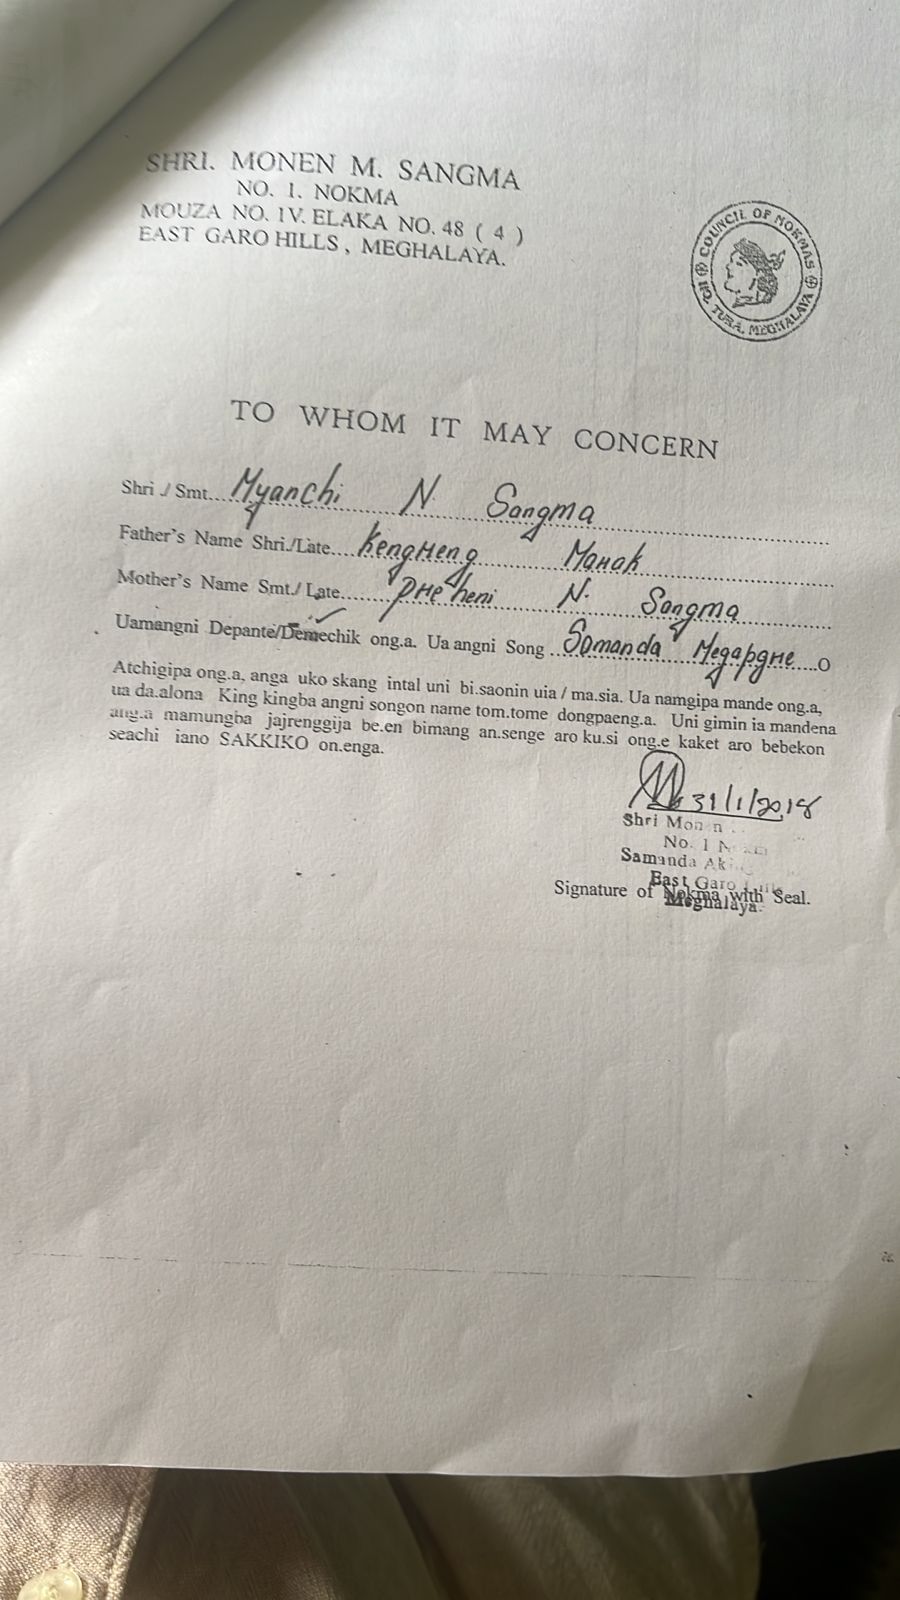 SHRI. MONEN M. SANGMA
NO. 1. NOKMA
MOUZA NO. 1V. ELAKA NO. 48 ( 4 )
EAST GARO HILLS, MEGHALAYA.
COUNCIL OF NOKMAS
HQ, TURA, MEGHALAYA
TO WHOM IT MAY CONCERN
Shri ./ Smt....Myanchi N. Sangma
Father's Name Shri./Late....Kengheng Marak
Mother's Name Smt./ Late..... N. Sangma
Uamangni Depante/Demechik ong.a. Ua angni Song ...Samanda ....O
Atchigipa ong.a, anga uko skang intal uni bi.saonin uia / ma.sia. Ua namgipa mande ong.a,
ua da.alona King kingba angni songon name tom.tome dongpaeng.a. Uni gimin ia mandena
ang.a mamungba jajrenggija be.en bimang an.senge aro ku.si ong.e kaket aro bebekon
seachi iano SAKKIKO on.enga.
31/1/2018
Shri Monen
No. 1
Samanda
East Garo Hills
Meghalaya.
Signature of Nokma with Seal.